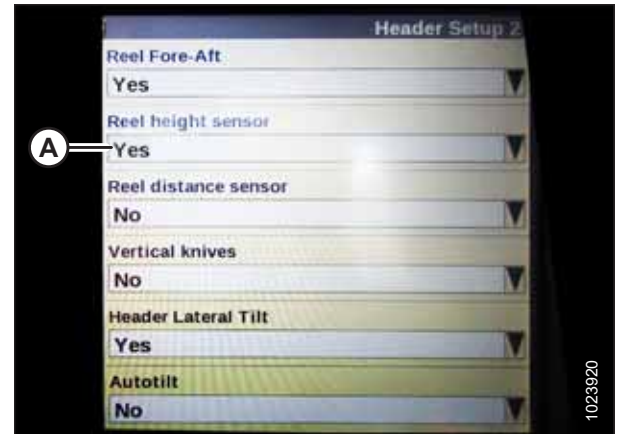 Header Setup 2
Reel Fore-Aft
Yes
Reel height sensor
A
Yes
Reel distance sensor
No
Vertical knives
No
Header Lateral Tilt
Yes
Autotilt
No
1023920